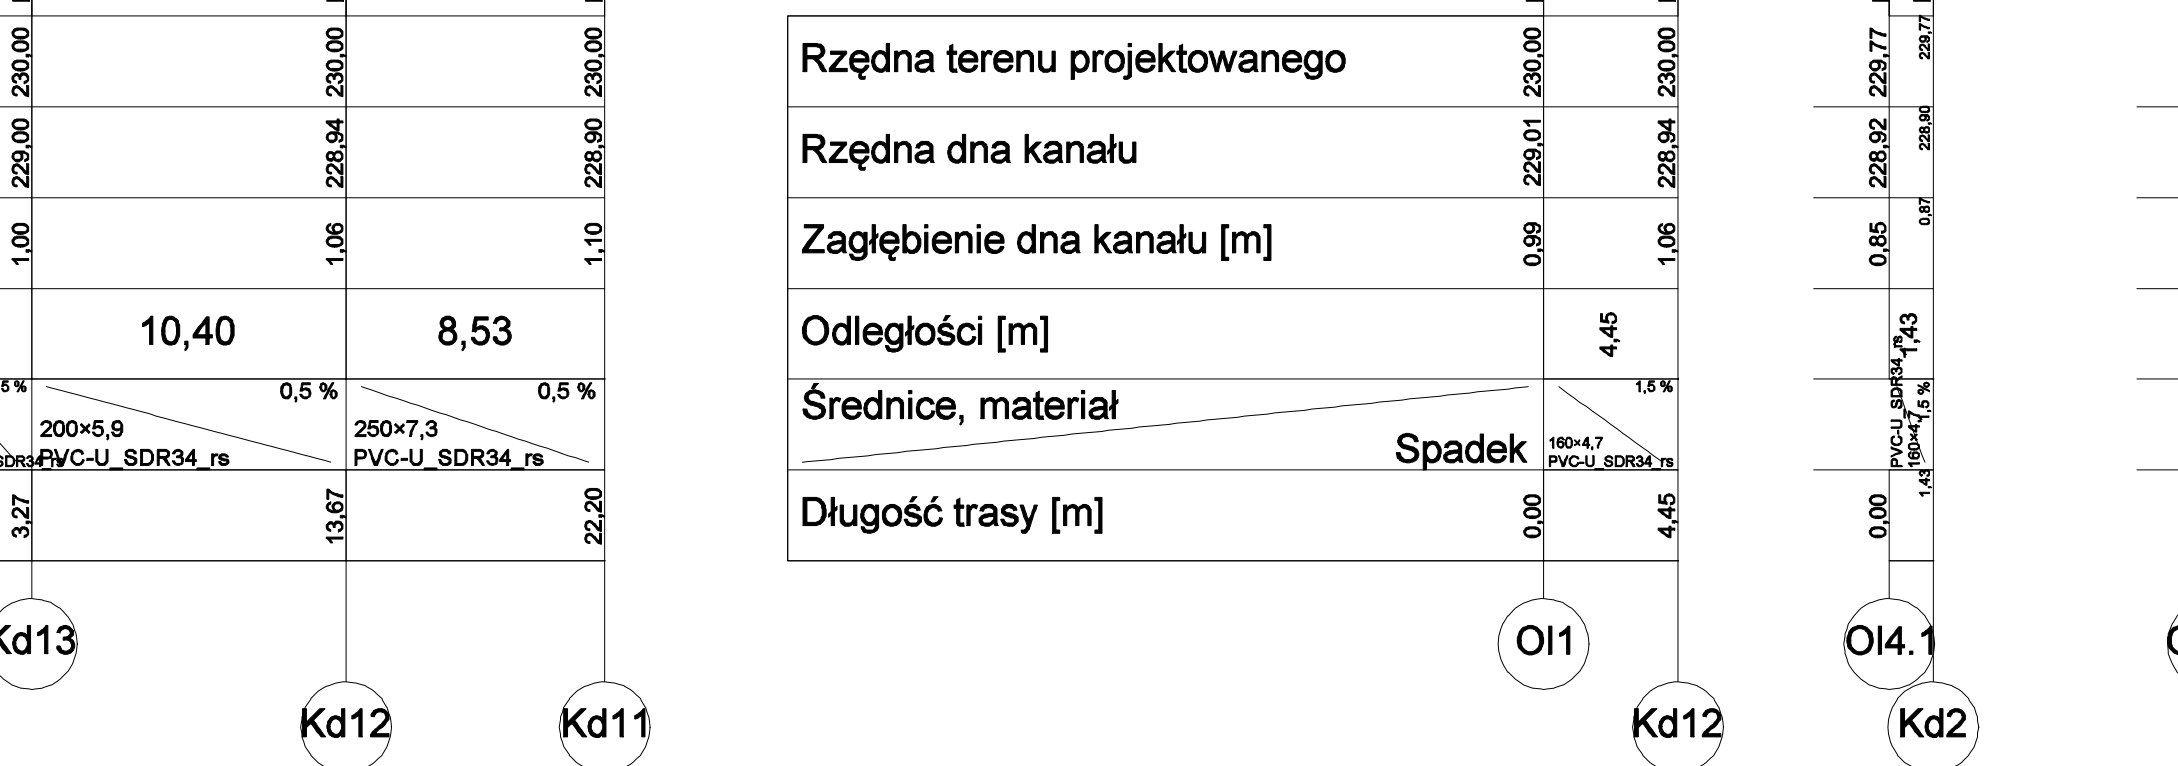 230,00 230,00 230,00
229,00 228,94 228,90
1,00 1,06 1,10
10,40 8,53
5 % 0,5 % 0,5 %
200×5,9 250×7,3
SDR34_rs PVC-U_SDR34_rs PVC-U_SDR34_rs
3,27 13,67 22,20
Kd13
Kd12 Kd11
Rzędna terenu projektowanego 230,00 230,00
Rzędna dna kanału 229,01 228,94
Zagłębienie dna kanału [m] 0,99 1,06
Odległości [m] 4,45
Średnice, materiał 1,5 %
Spadek 160×4,7
PVC-U_SDR34_rs
Długość trasy [m] 0,00 4,45
Ol1
Kd12
229,77 229,77
228,92 228,90
0,85 0,87
1,43
1,5 %
160×4,7
PVC-U_SDR34_rs
0,00 1,43
Ol4.1
Kd2